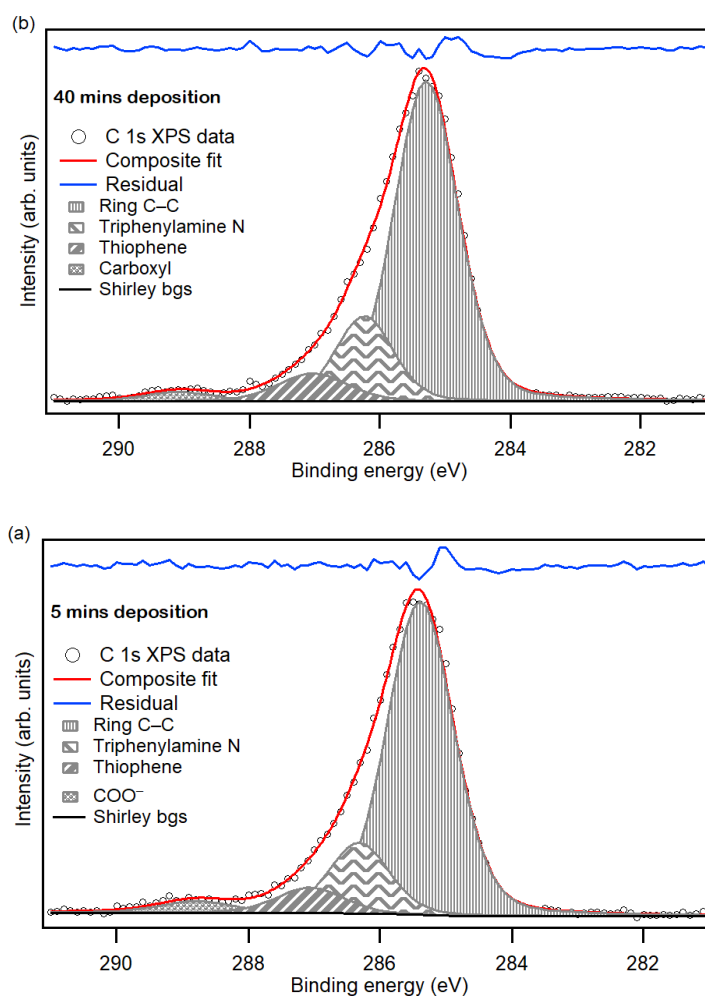 (b)
40 mins deposition
C 1s XPS data
Composite fit
Residual
Ring C–C
Triphenylamine N
Thiophene
Carboxyl
Shirley bgs
Intensity (arb. units)
290 288 286 284 282
Binding energy (eV)
(a)
5 mins deposition
C 1s XPS data
Composite fit
Residual
Ring C–C
Triphenylamine N
Thiophene
COO⁻
Shirley bgs
Intensity (arb. units)
290 288 286 284 282
Binding energy (eV)